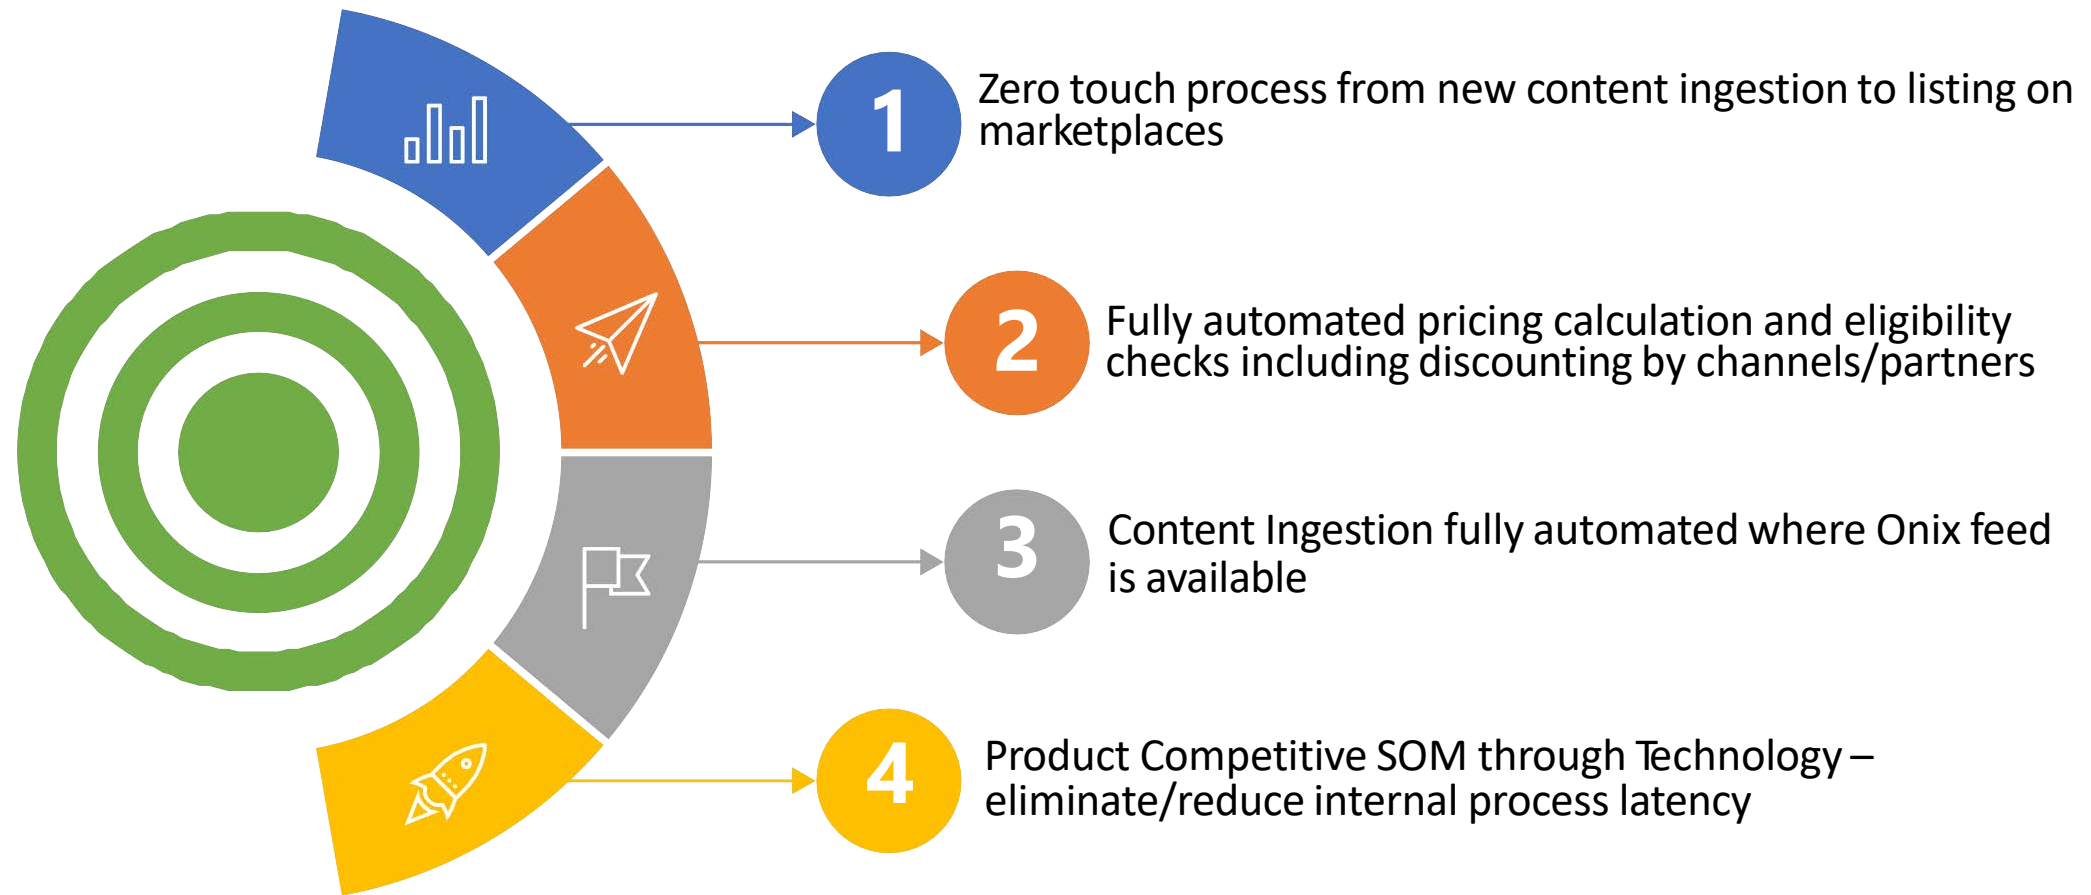 1
Zero touch process from new content ingestion to listing on
marketplaces
2
Fully automated pricing calculation and eligibility
checks including discounting by channels/partners
3
Content Ingestion fully automated where Onix feed
is available
4
Product Competitive SOM through Technology –
eliminate/reduce internal process latency